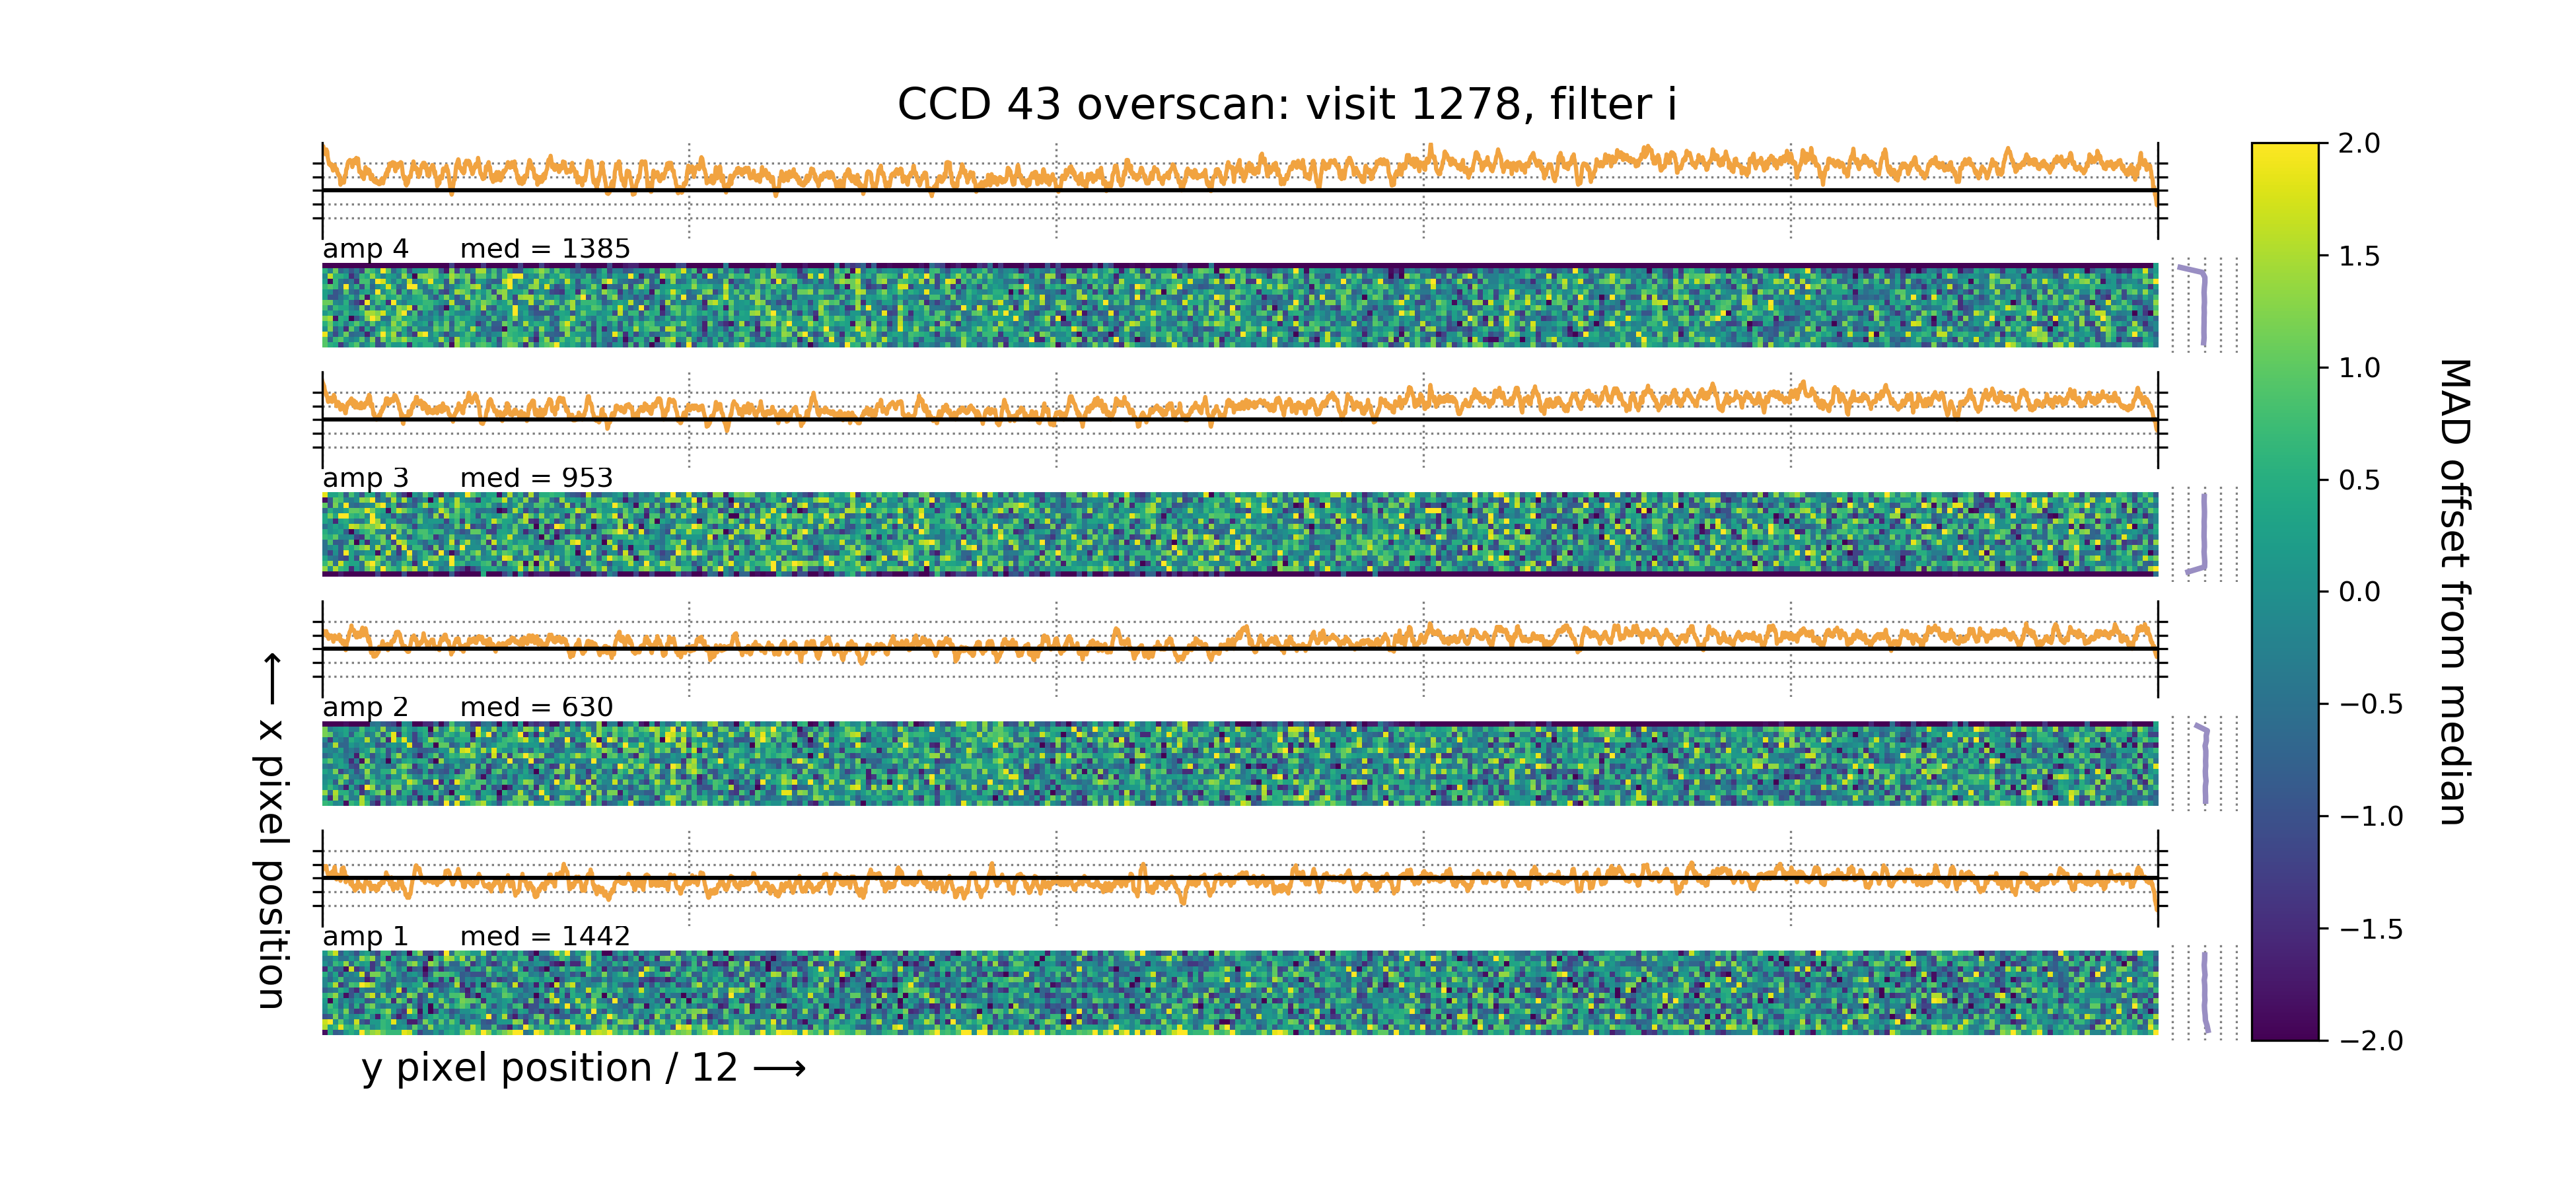 CCD 43 overscan: visit 1278, filter i
amp 4 med = 1385
amp 3 med = 953
amp 2 med = 630
amp 1 med = 1442
⟵ x pixel position
y pixel position / 12 ⟶
2.0
1.5
1.0
0.5
0.0
−0.5
−1.0
−1.5
−2.0
MAD offset from median